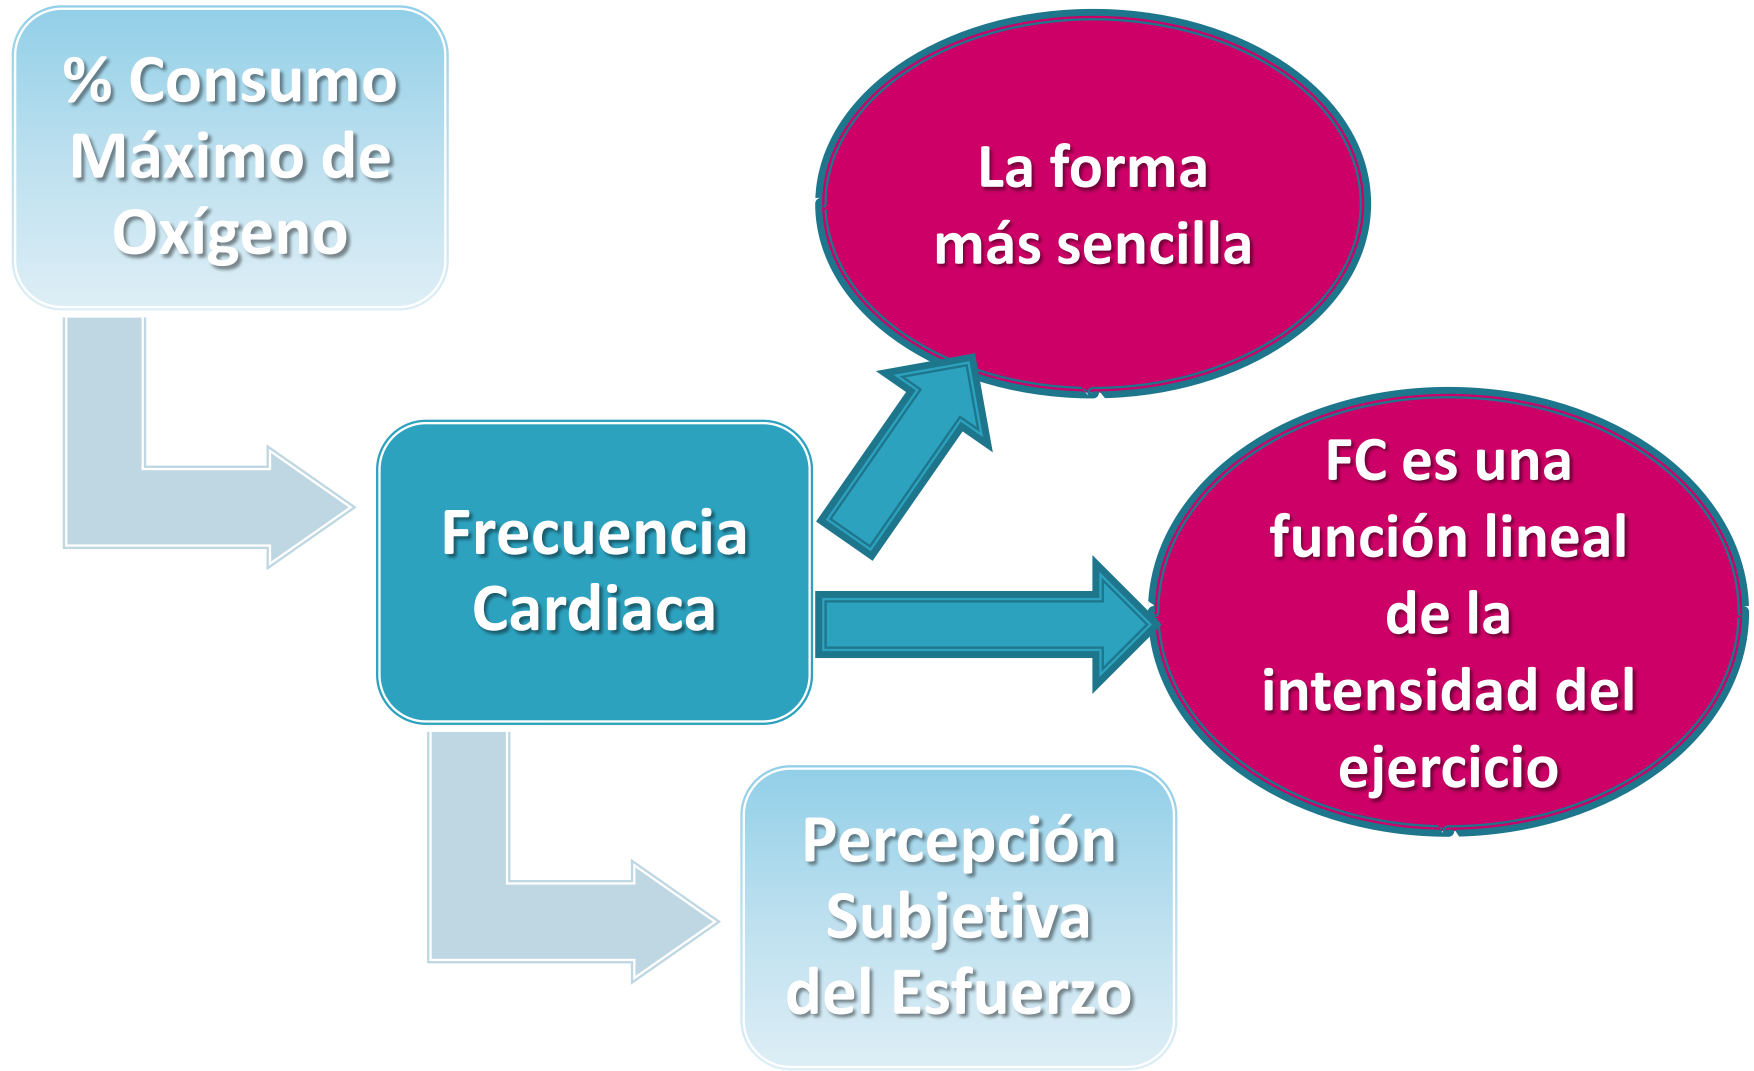 % Consumo
Máximo de
Oxígeno
La forma
más sencilla
Frecuencia
Cardiaca
FC es una
función lineal
de la
intensidad del
ejercicio
Percepción
Subjetiva
del Esfuerzo